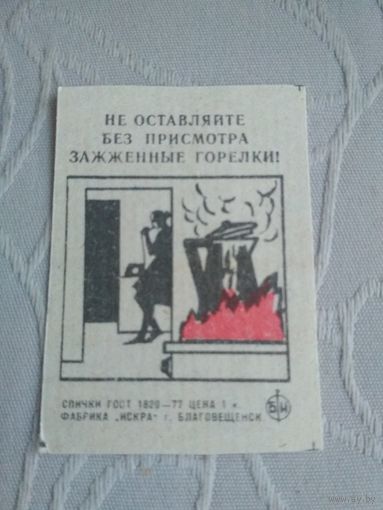 НЕ ОСТАВЛЯЙТЕ
БЕЗ ПРИСМОТРА
ЗАЖЖЕННЫЕ ГОРЕЛКИ!
СПИЧКИ ГОСТ 1820—77 ЦЕНА 1 к.
ФАБРИКА „ИСКРА" г. БЛАГОВЕЩЕНСК